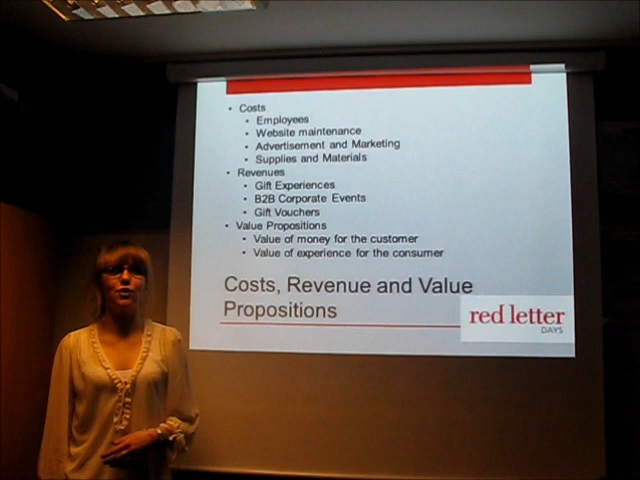 • Costs
• Employees
• Website maintenance
• Advertisement and Marketing
• Supplies and Materials
• Revenues
• Gift Experiences
• B2B Corporate Events
• Gift Vouchers
• Value Propositions
• Value of money for the customer
• Value of experience for the consumer
Costs, Revenue and Value
Propositions
red letter
DAYS